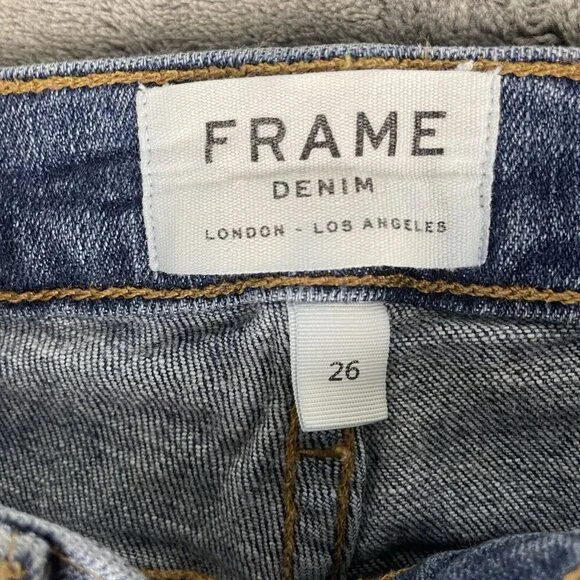 FRAME
DENIM
LONDON - LOS ANGELES
26